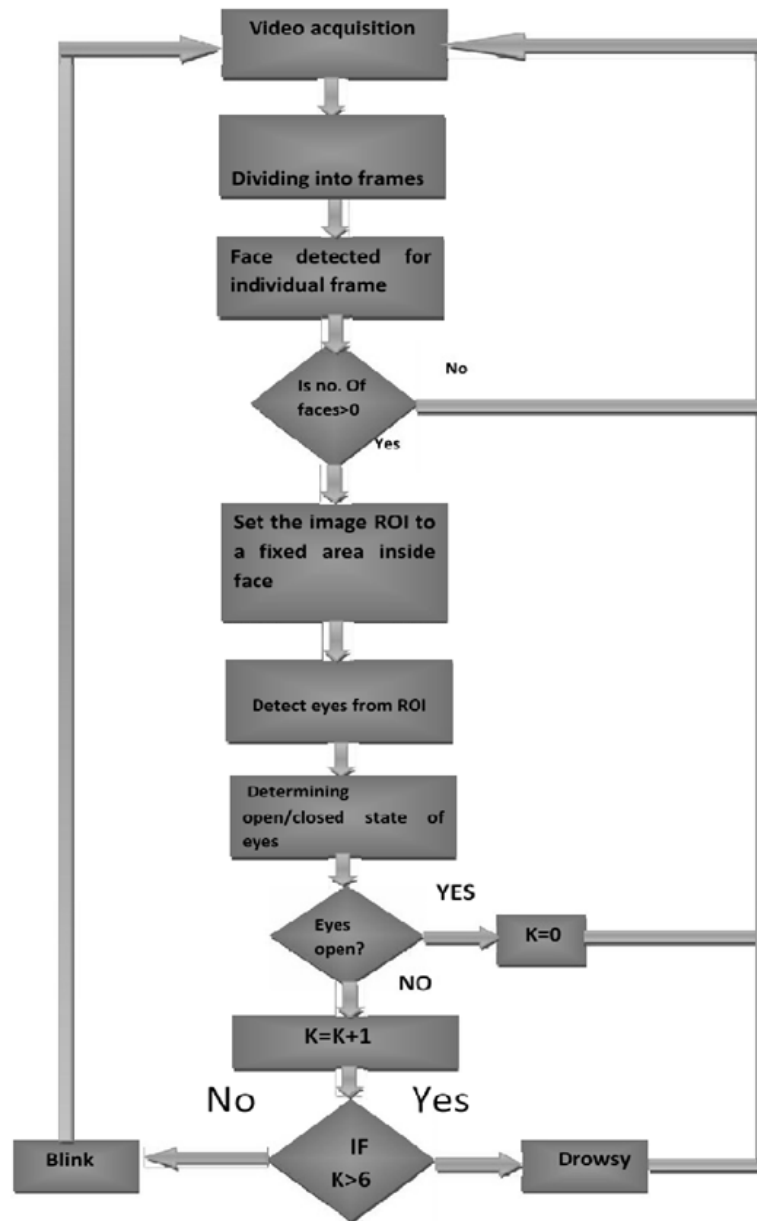 Video acquisition
Dividing into frames
Face detected for
individual frame
Is no. Of
faces>0
No
Yes
Set the image ROI to
a fixed area inside
face
Detect eyes from ROI
Determining
open/closed state of
eyes
Eyes
open?
YES
K=0
NO
K=K+1
No
Yes
IF
K>6
Blink
Drowsy